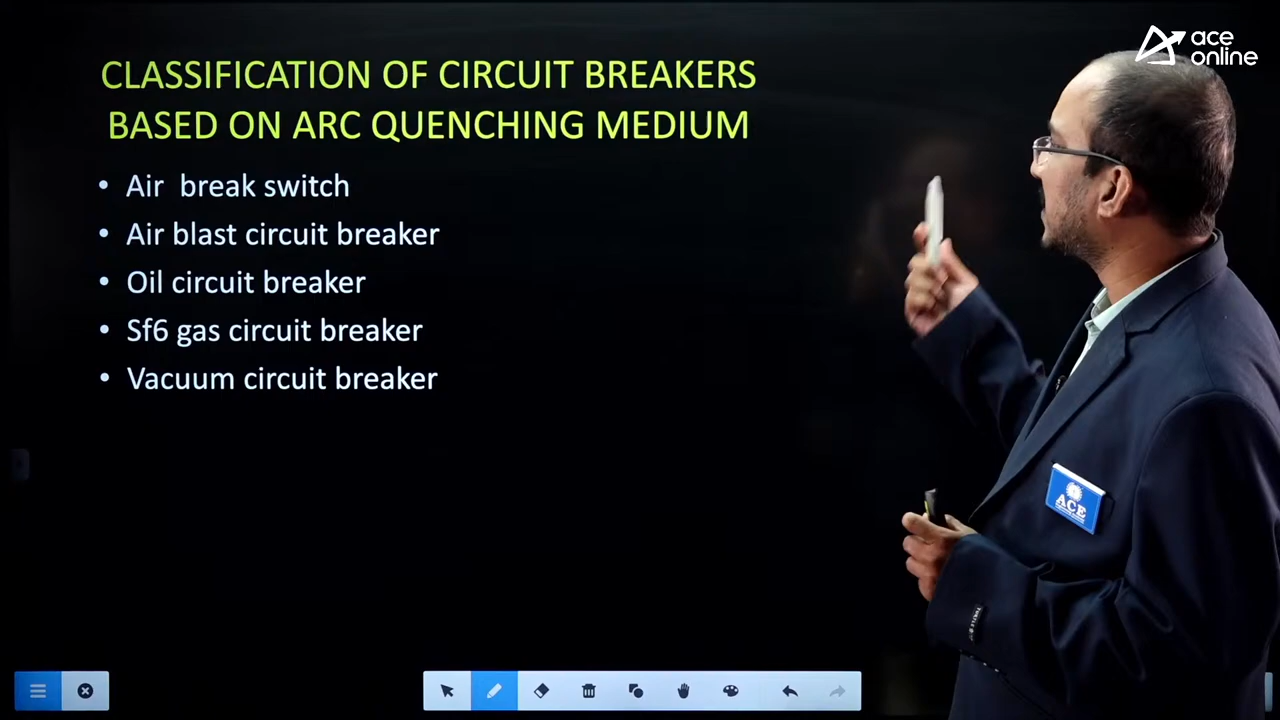 ace
online
CLASSIFICATION OF CIRCUIT BREAKERS
BASED ON ARC QUENCHING MEDIUM
• Air break switch
• Air blast circuit breaker
• Oil circuit breaker
• Sf6 gas circuit breaker
• Vacuum circuit breaker
ACE